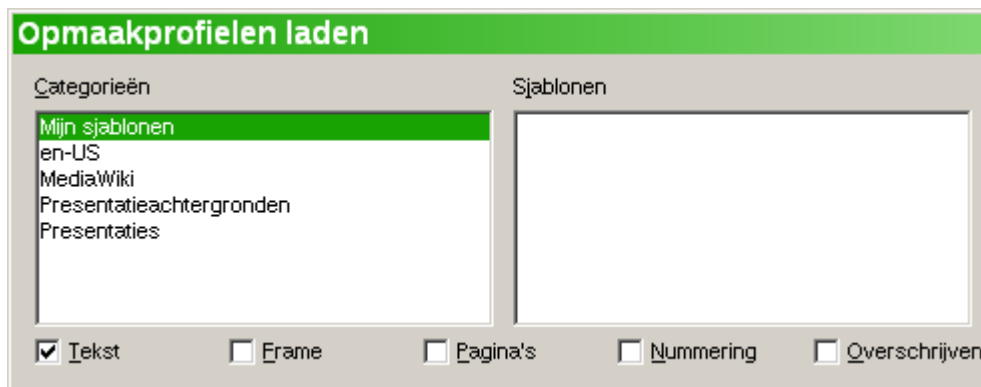 Opmaakprofielen laden
Categorieën
Sjablonen
Mijn sjablonen
en-US
MediaWiki
Presentatieachtergronden
Presentaties
Tekst
Frame
Pagina's
Nummering
Overschrijven